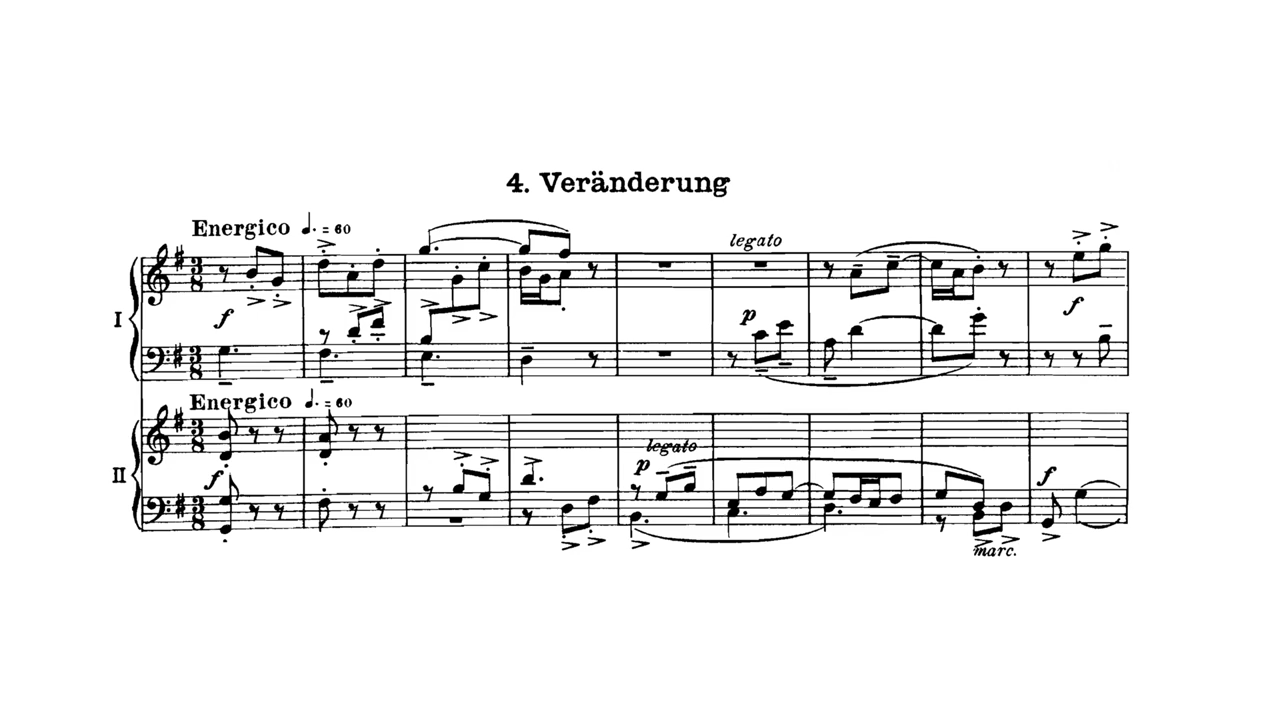 4. Veränderung
Energico ♩. = 60
legato
I
f
p
f
Energico ♩. = 60
legato
II
f
p
f
marc.